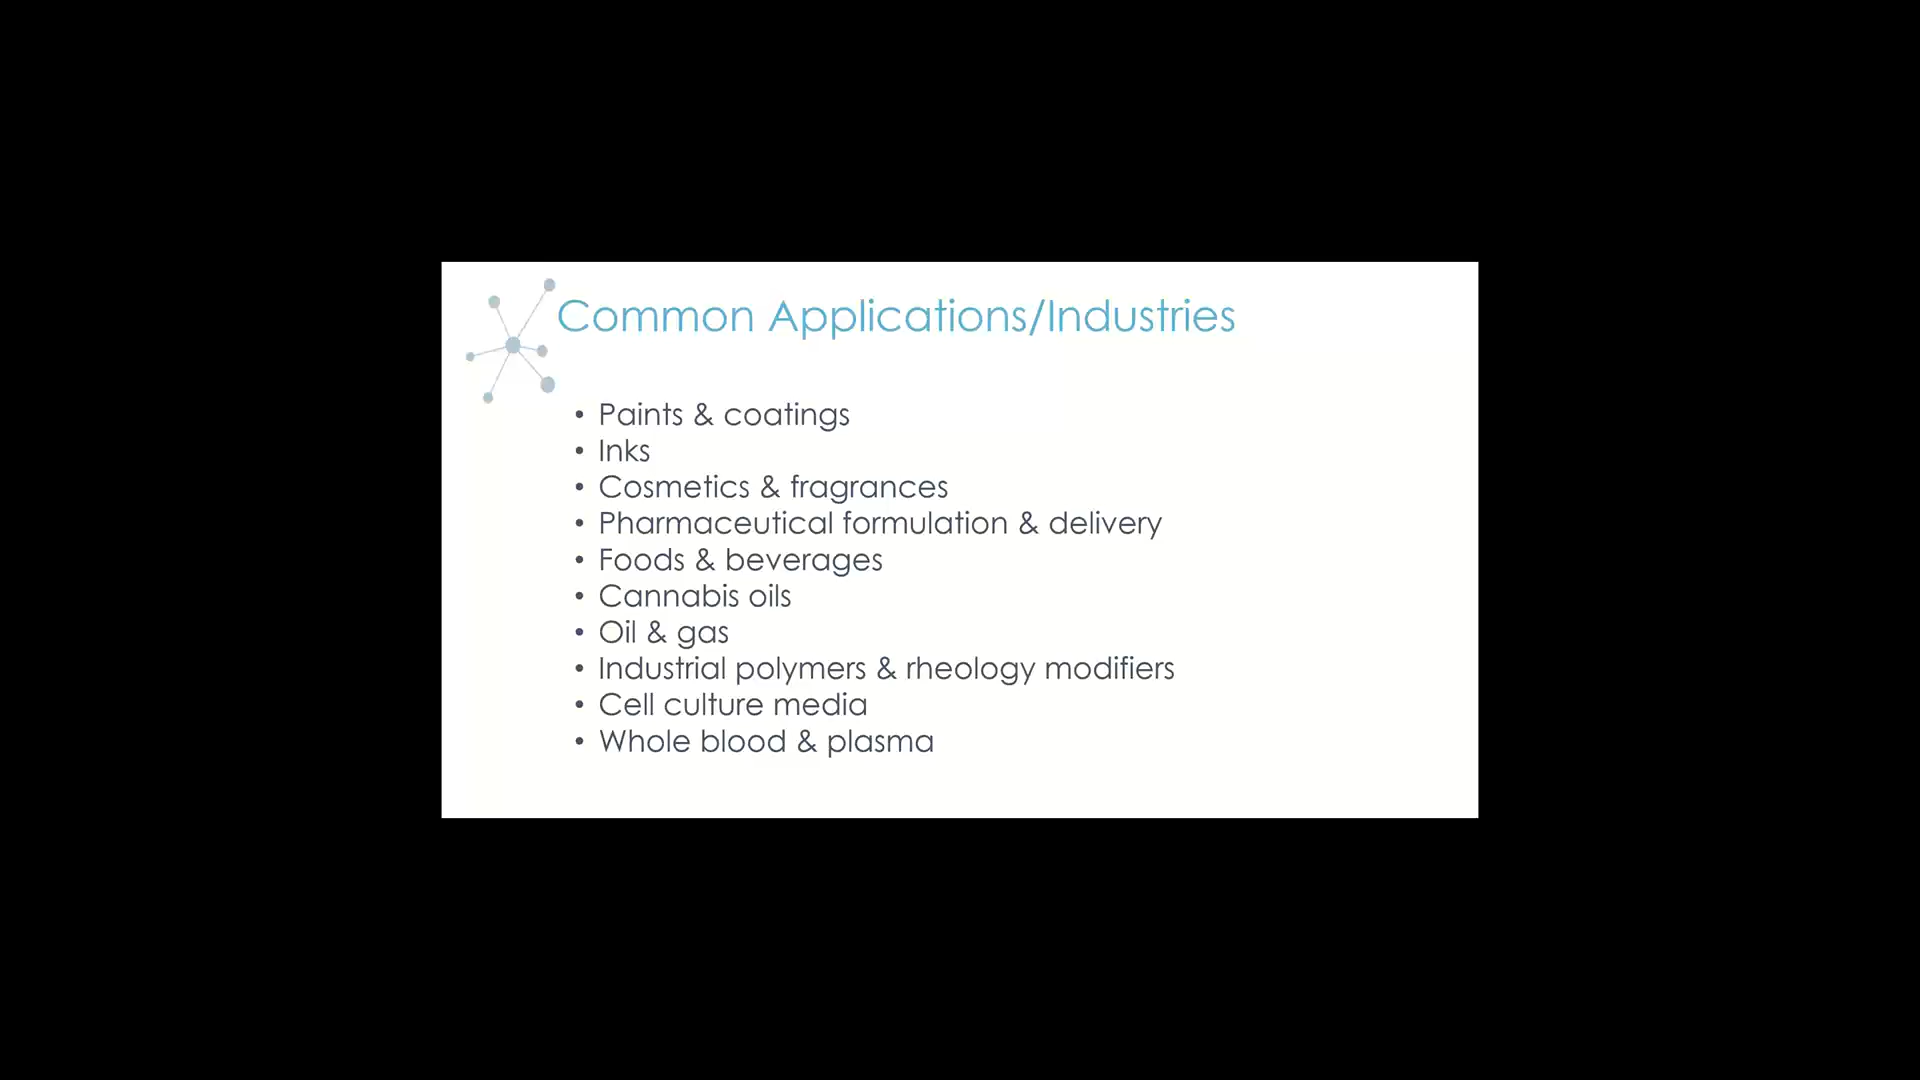 Common Applications/Industries
• Paints & coatings
• Inks
• Cosmetics & fragrances
• Pharmaceutical formulation & delivery
• Foods & beverages
• Cannabis oils
• Oil & gas
• Industrial polymers & rheology modifiers
• Cell culture media
• Whole blood & plasma